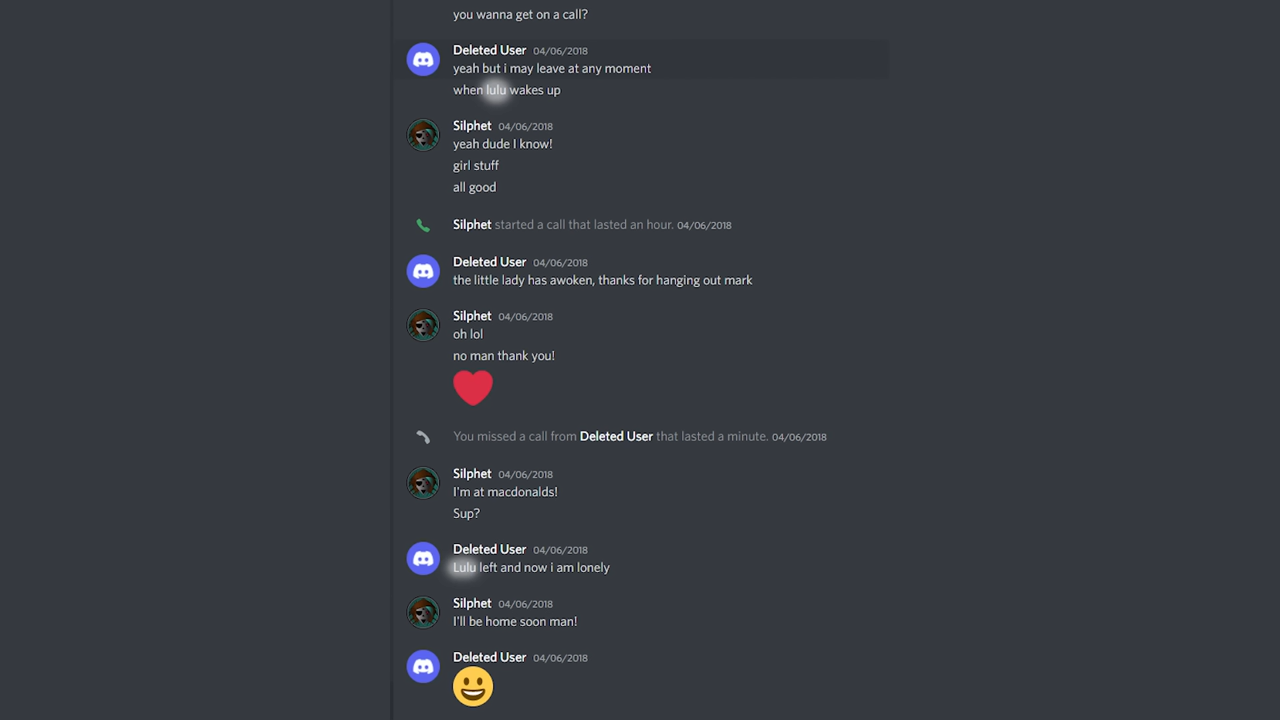 you wanna get on a call?
Deleted User 04/06/2018
yeah but i may leave at any moment
when lulu wakes up
Silphet 04/06/2018
yeah dude I know!
girl stuff
all good
Silphet started a call that lasted an hour. 04/06/2018
Deleted User 04/06/2018
the little lady has awoken, thanks for hanging out mark
Silphet 04/06/2018
oh lol
no man thank you!
You missed a call from Deleted User that lasted a minute. 04/06/2018
Silphet 04/06/2018
I'm at macdonalds!
Sup?
Deleted User 04/06/2018
Lulu left and now i am lonely
Silphet 04/06/2018
I'll be home soon man!
Deleted User 04/06/2018